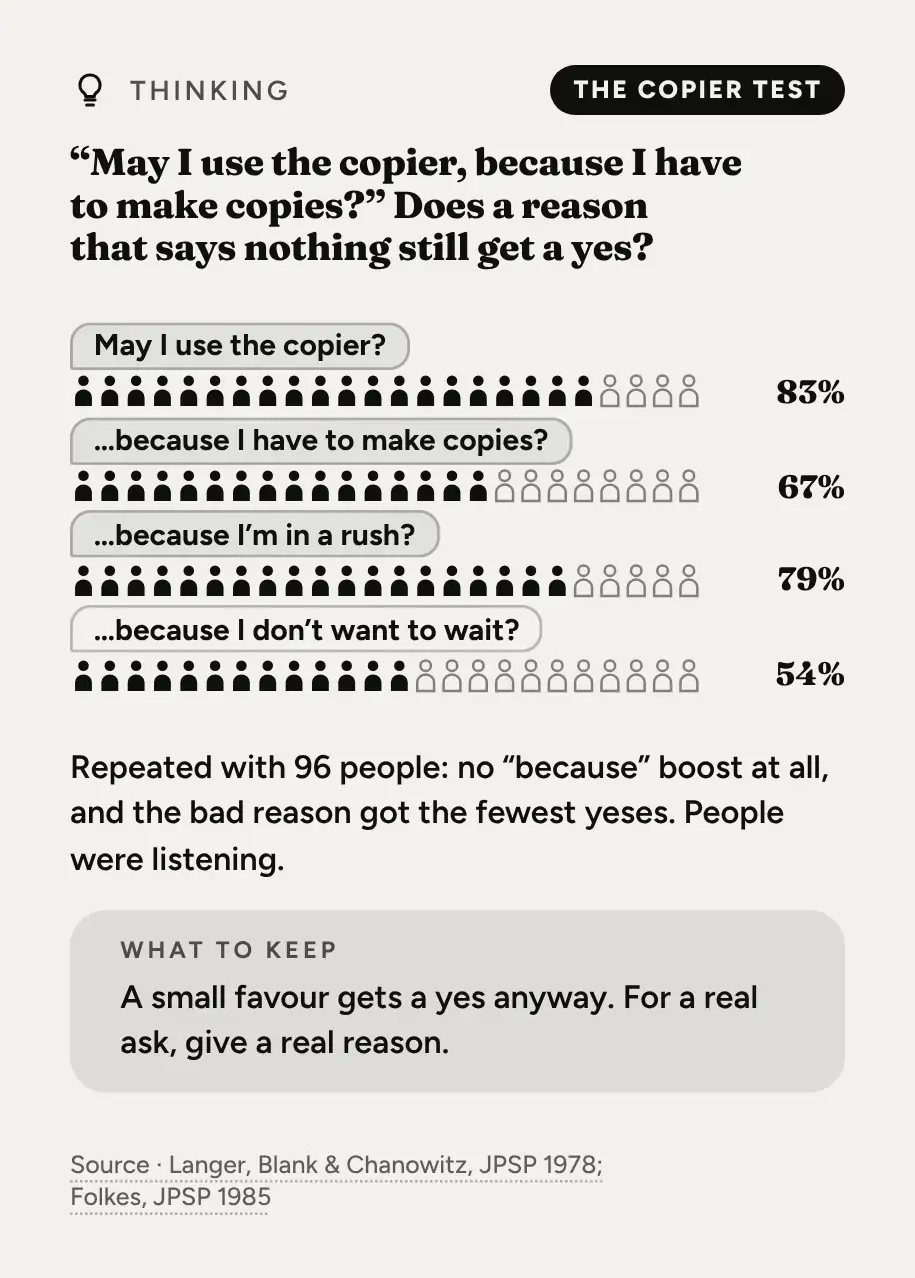 THINKING
THE COPIER TEST
“May I use the copier, because I have
to make copies?” Does a reason
that says nothing still get a yes?
May I use the copier?
83%
...because I have to make copies?
67%
...because I’m in a rush?
79%
...because I don’t want to wait?
54%
Repeated with 96 people: no “because” boost at all,
and the bad reason got the fewest yeses. People
were listening.
WHAT TO KEEP
A small favour gets a yes anyway. For a real
ask, give a real reason.
Source · Langer, Blank & Chanowitz, JPSP 1978;
Folkes, JPSP 1985